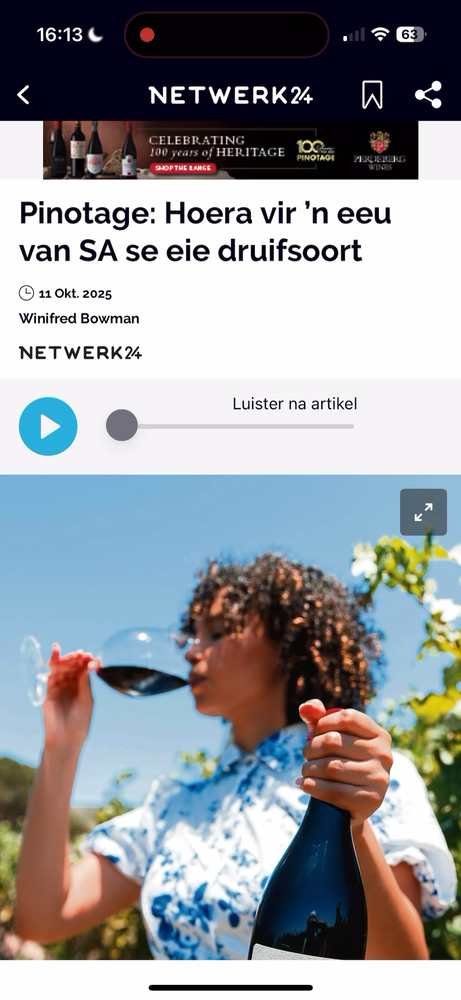 16:13
63
NETWERK24
CELEBRATING
100 years of HERITAGE
SHOP THE RANGE
100
PINOTAGE
PERDEBERG
WINES
Pinotage: Hoera vir ’n eeu
van SA se eie druifsoort
11 Okt. 2025
Winifred Bowman
NETWERK24
Luister na artikel